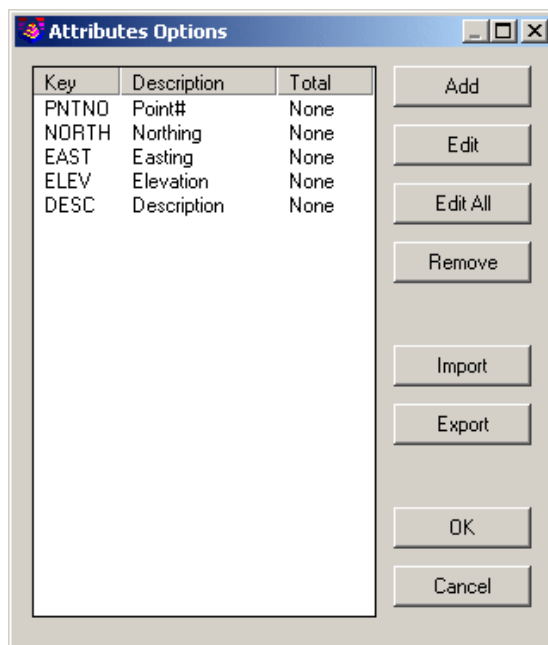 Attributes Options
Key Description Total
PNTNO Point# None
NORTH Northing None
EAST Easting None
ELEV Elevation None
DESC Description None
Add
Edit
Edit All
Remove
Import
Export
OK
Cancel